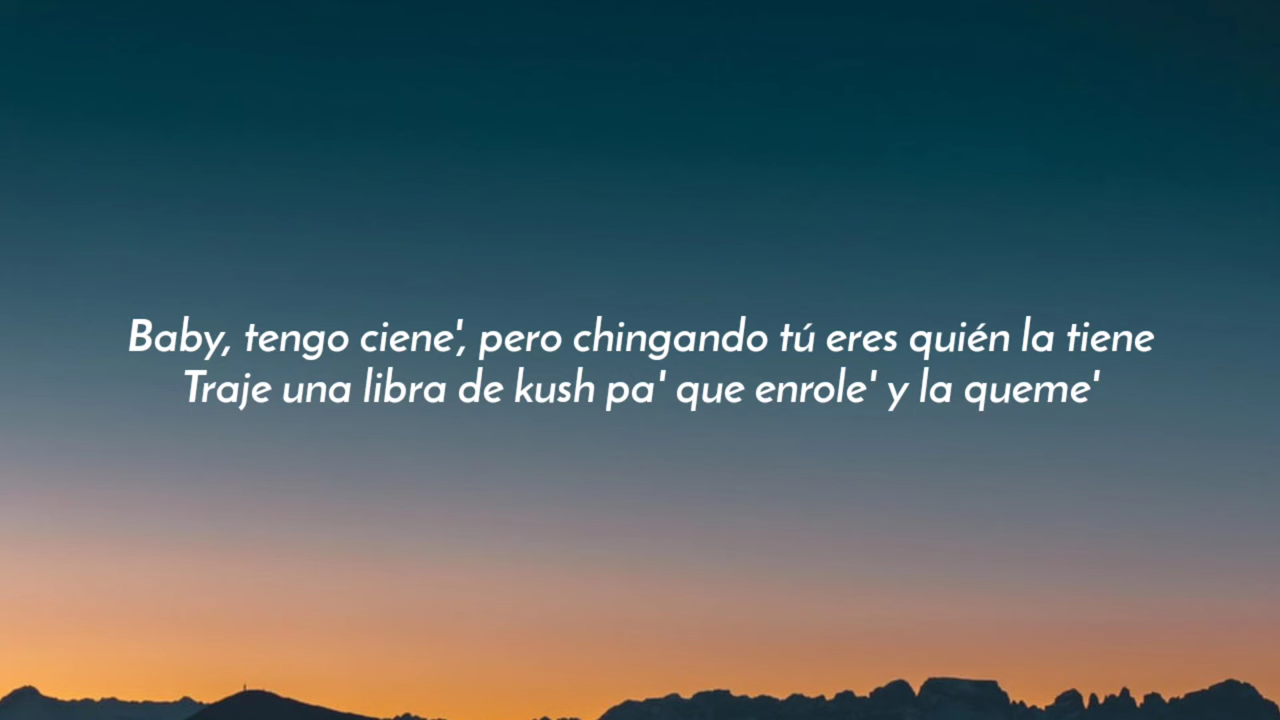 Baby, tengo ciene', pero chingando tú eres quién la tiene
Traje una libra de kush pa' que enrole' y la queme'